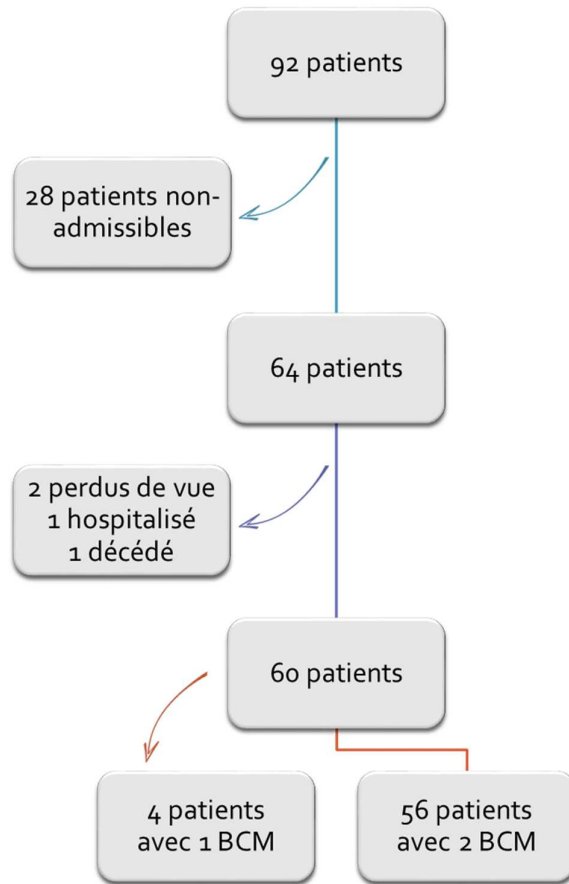 92 patients
28 patients non-
admissibles
64 patients
2 perdus de vue
1 hospitalisé
1 décédé
60 patients
4 patients
avec 1 BCM
56 patients
avec 2 BCM